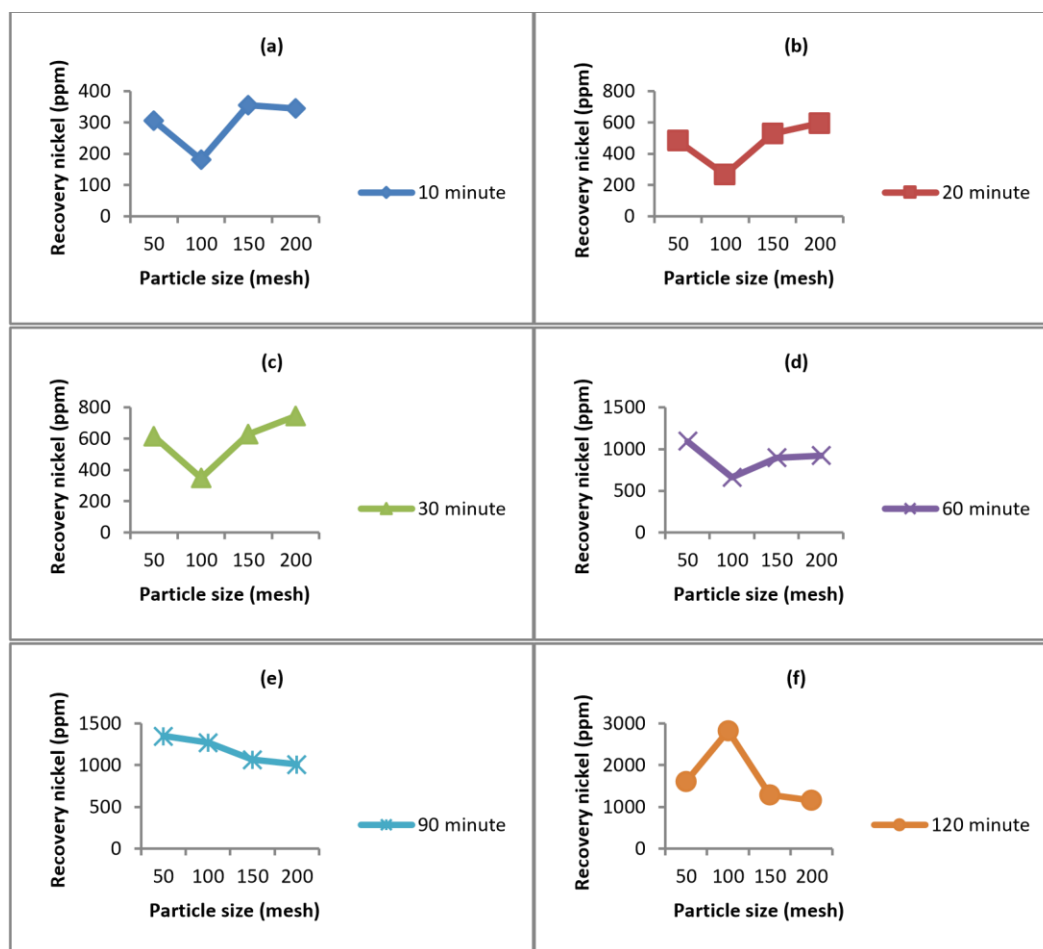 (a)
Recovery nickel (ppm)
400
300
200
100
0
50 100 150 200
Particle size (mesh)
10 minute
(b)
Recovery nickel (ppm)
800
600
400
200
0
50 100 150 200
Particle size (mesh)
20 minute
(c)
Recovery nickel (ppm)
800
600
400
200
0
50 100 150 200
Particle size (mesh)
30 minute
(d)
Recovery nickel (ppm)
1500
1000
500
0
50 100 150 200
Particle size (mesh)
60 minute
(e)
Recovery nickel (ppm)
1500
1000
500
0
50 100 150 200
Particle size (mesh)
90 minute
(f)
Recovery nickel (ppm)
3000
2000
1000
0
50 100 150 200
Particle size (mesh)
120 minute